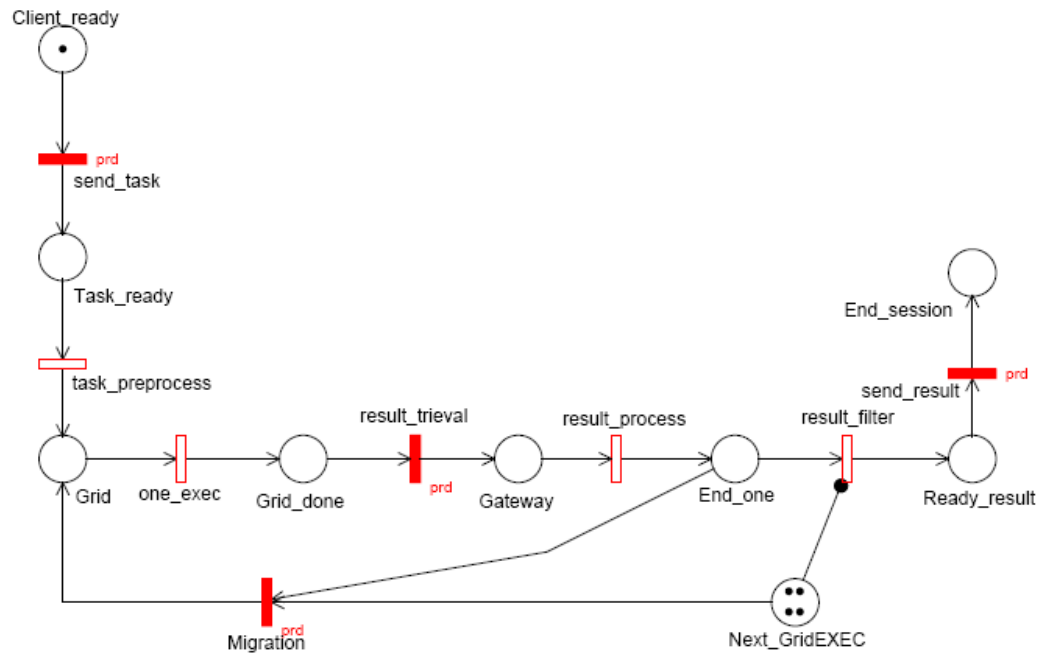 Client_ready
prd
send_task
Task_ready
End_session
task_preprocess
prd
send_result
result_trieval
result_process
result_filter
Grid
one_exec
Grid_done
prd
Gateway
End_one
Ready_result
Migration
prd
Next_GridEXEC